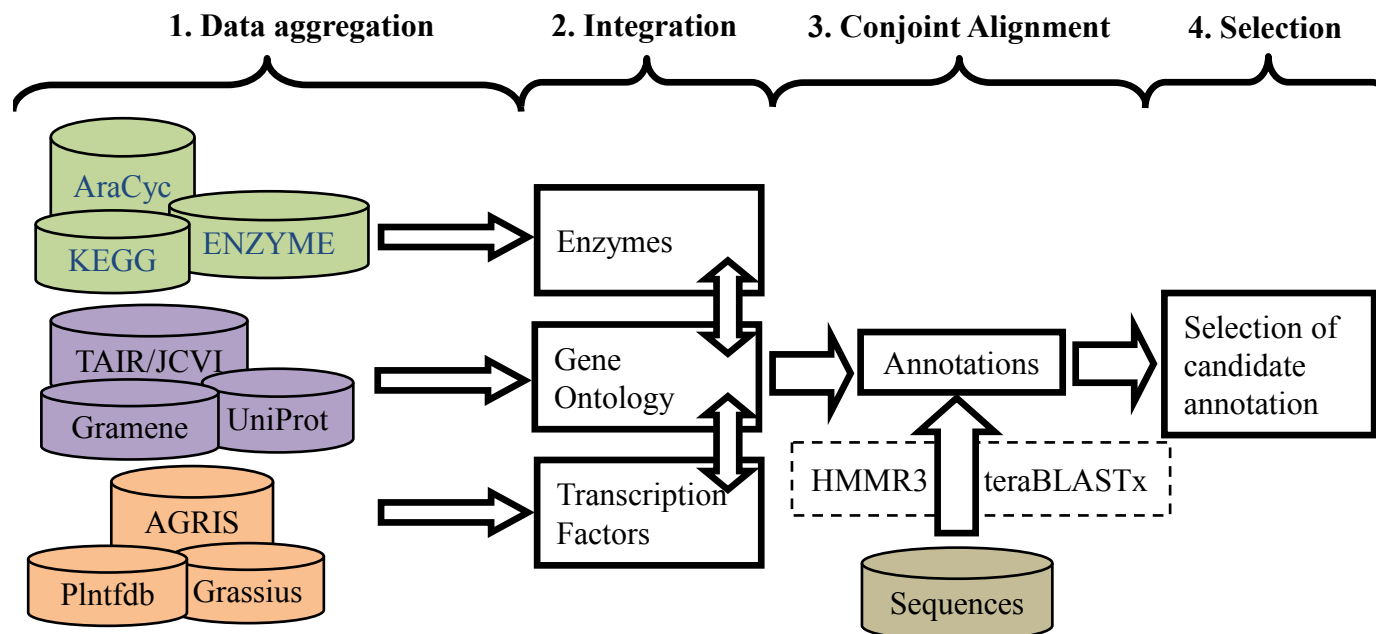 1. Data aggregation
2. Integration
3. Conjoint Alignment
4. Selection
AraCyc
KEGG
ENZYME
TAIR/JCVI
Gramene
UniProt
AGRIS
Plntfdb
Grassius
Enzymes
Gene
Ontology
Transcription
Factors
Annotations
HMMR3
teraBLASTx
Sequences
Selection of
candidate
annotation